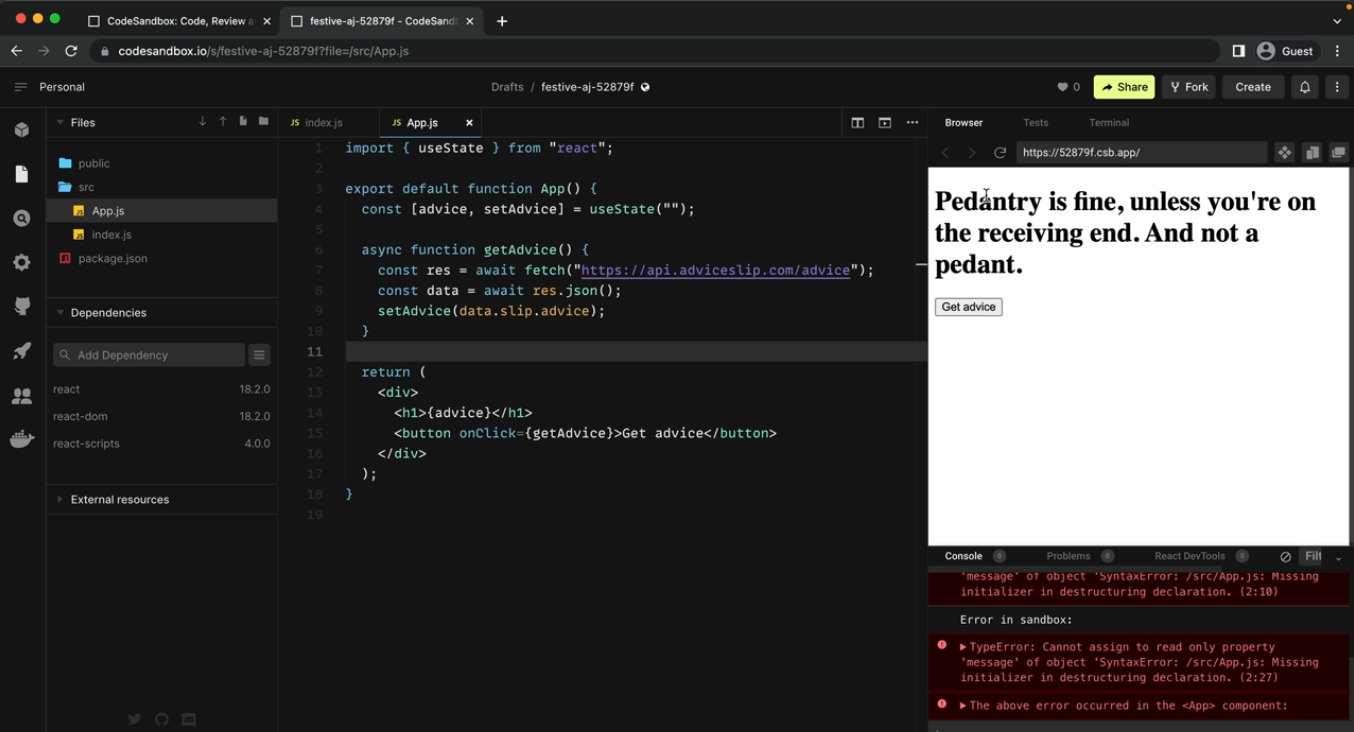 CodeSandbox: Code, Review a
festive-aj-52879f - CodeSandb
codesandbox.io/s/festive-aj-52879f?file=/src/App.js
Guest
Personal
Drafts / festive-aj-52879f
0
Share
Fork
Create
Files
public
src
App.js
index.js
package.json
Dependencies
Add Dependency
react 18.2.0
react-dom 18.2.0
react-scripts 4.0.0
External resources
JS index.js
JS App.js
1 import { useState } from "react";
2
3 export default function App() {
4 const [advice, setAdvice] = useState("");
5
6 async function getAdvice() {
7 const res = await fetch("https://api.adviceslip.com/advice");
8 const data = await res.json();
9 setAdvice(data.slip.advice);
10 }
11
12 return (
13 <div>
14 <h1>{advice}</h1>
15 <button onClick={getAdvice}>Get advice</button>
16 </div>
17 );
18 }
19
Browser Tests Terminal
https://52879f.csb.app/
Pedantry is fine, unless you're on
the receiving end. And not a
pedant.
Get advice
Console 0 Problems 0 React DevTools 0 Filt
'message' of object 'SyntaxError: /src/App.js: Missing
initializer in destructuring declaration. (2:10)
Error in sandbox:
TypeError: Cannot assign to read only property
'message' of object 'SyntaxError: /src/App.js: Missing
initializer in destructuring declaration. (2:27)
The above error occurred in the <App> component: